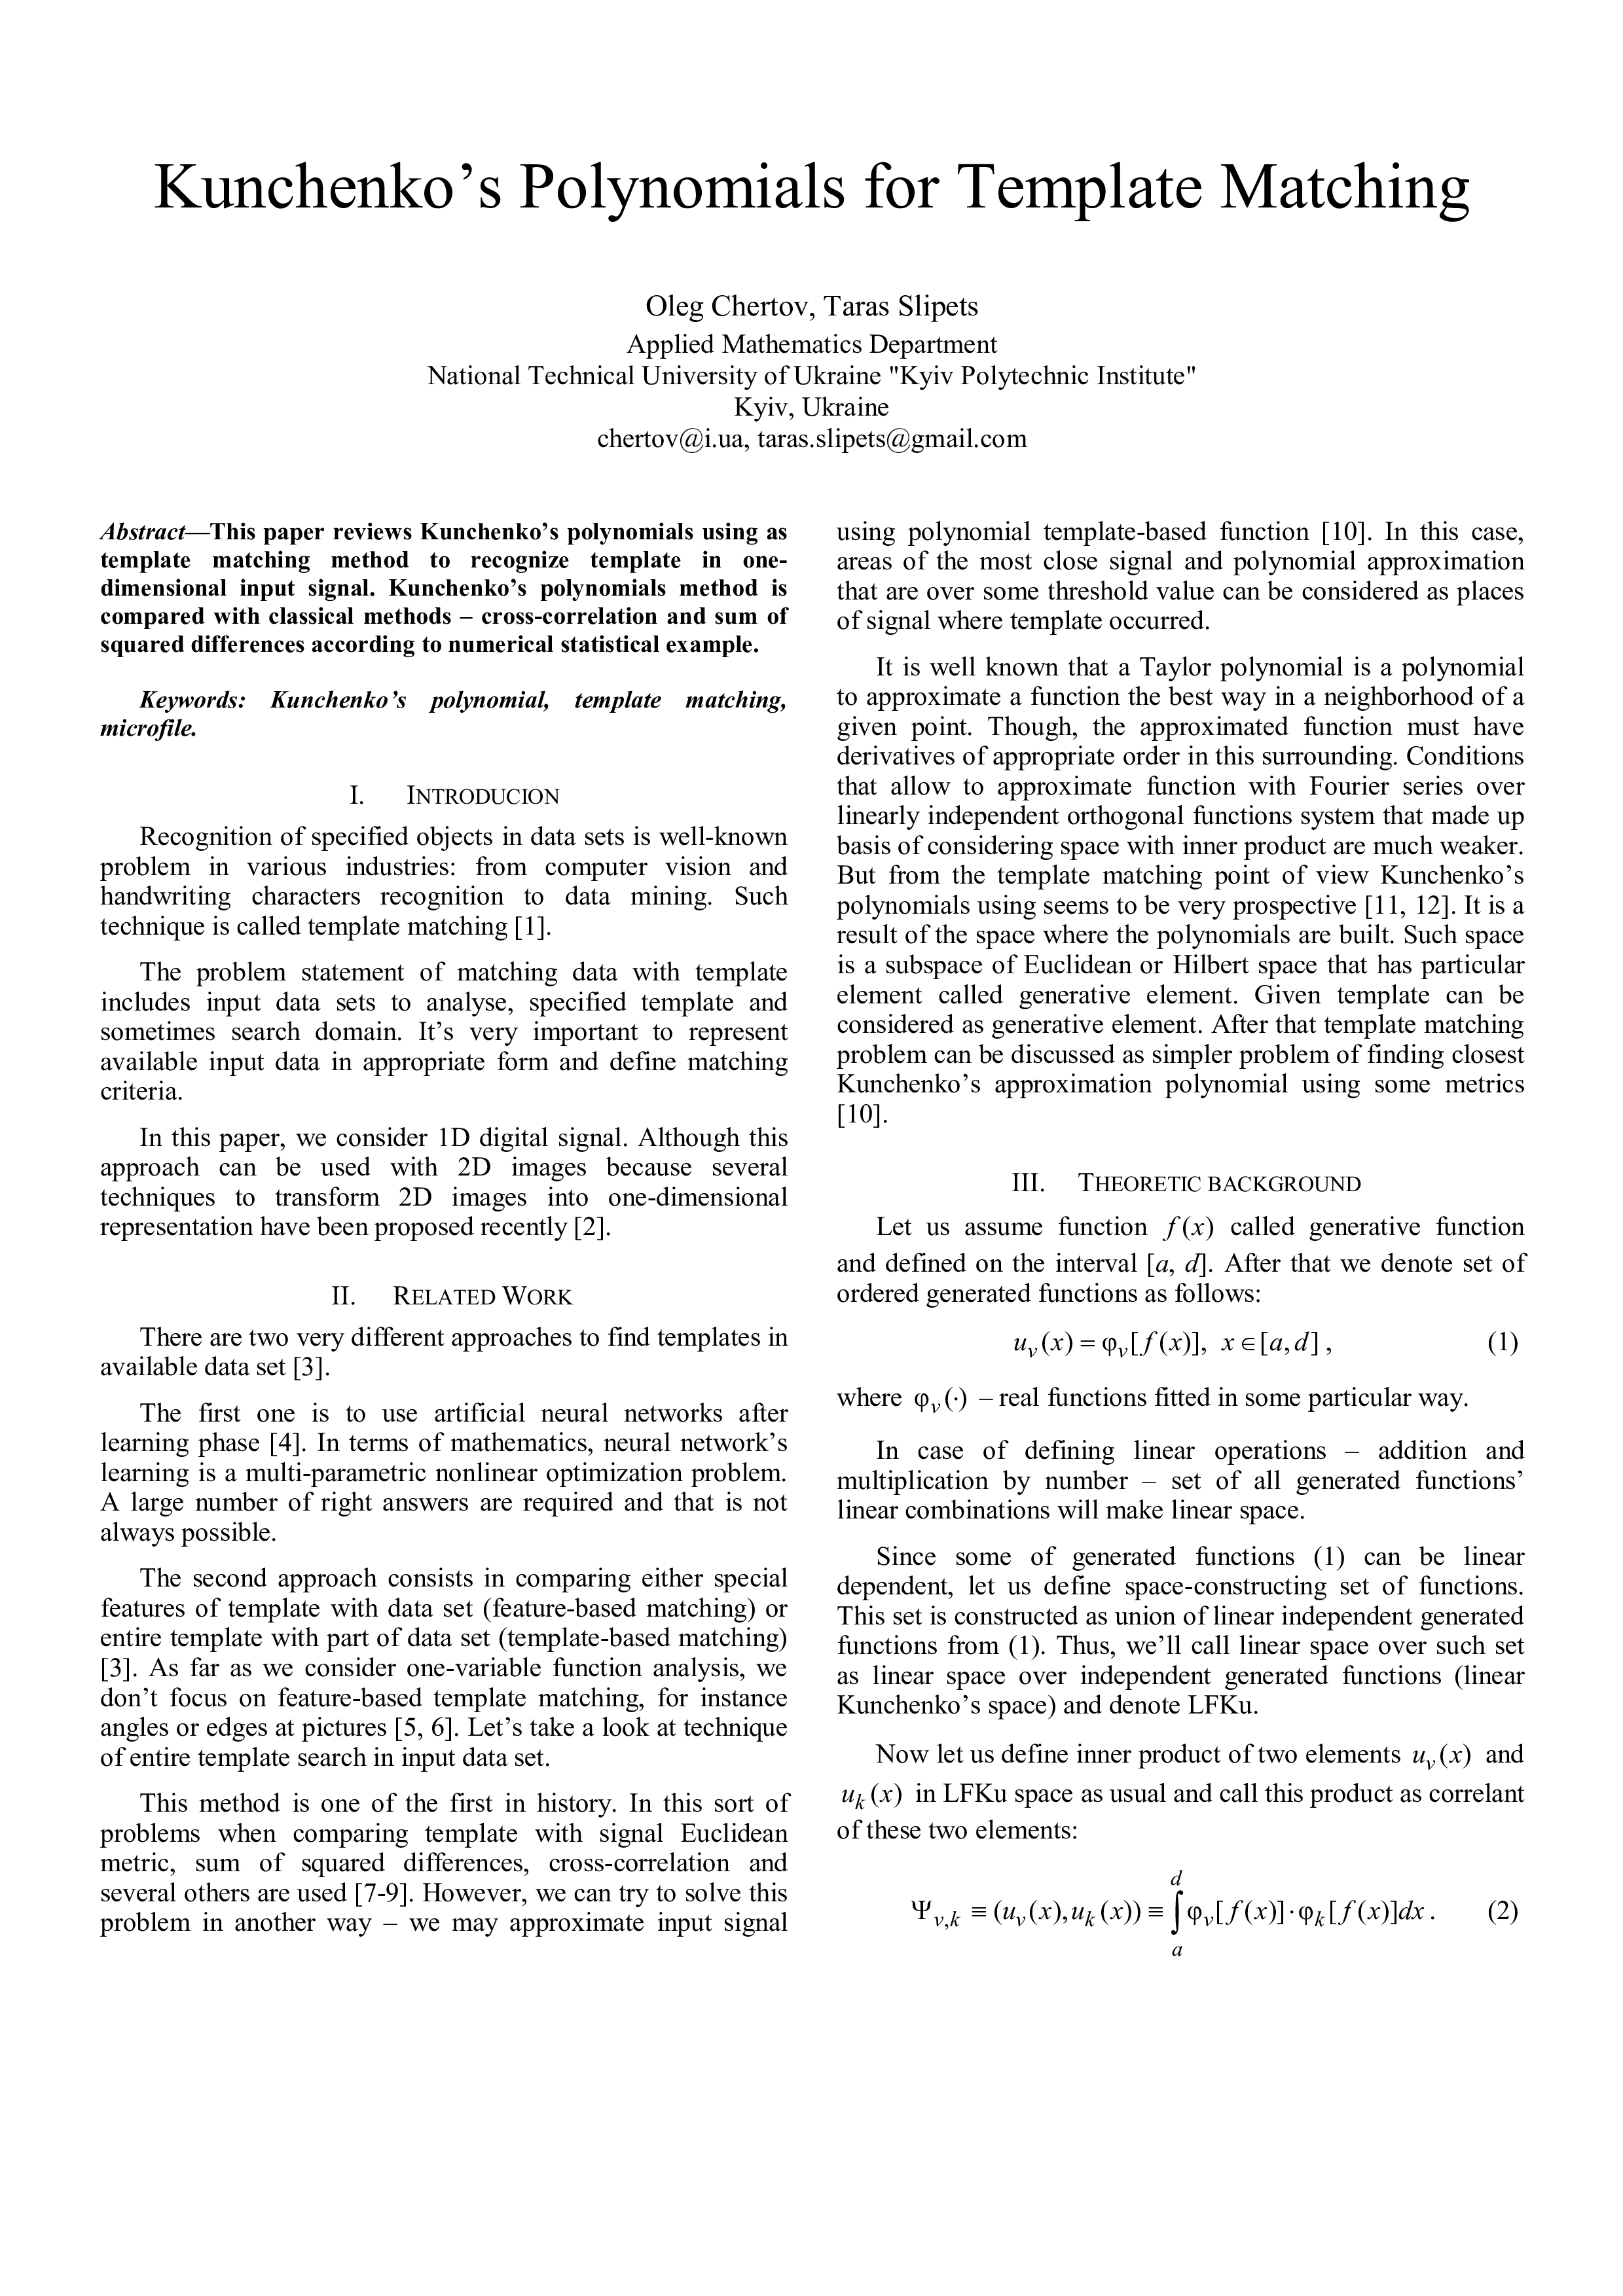 Kunchenko’s Polynomials for Template Matching
Oleg Chertov, Taras Slipets
Applied Mathematics Department
National Technical University of Ukraine "Kyiv Polytechnic Institute"
Kyiv, Ukraine
chertov@i.ua, taras.slipets@gmail.com
Abstract—This paper reviews Kunchenko’s polynomials using as
template matching method to recognize template in one-
dimensional input signal. Kunchenko’s polynomials method is
compared with classical methods – cross-correlation and sum of
squared differences according to numerical statistical example.
Keywords: Kunchenko’s polynomial, template matching,
microfile.
I. INTRODUCION
Recognition of specified objects in data sets is well-known
problem in various industries: from computer vision and
handwriting characters recognition to data mining. Such
technique is called template matching [1].
The problem statement of matching data with template
includes input data sets to analyse, specified template and
sometimes search domain. It’s very important to represent
available input data in appropriate form and define matching
criteria.
In this paper, we consider 1D digital signal. Although this
approach can be used with 2D images because several
techniques to transform 2D images into one-dimensional
representation have been proposed recently [2].
II. RELATED WORK
There are two very different approaches to find templates in
available data set [3].
The first one is to use artificial neural networks after
learning phase [4]. In terms of mathematics, neural network’s
learning is a multi-parametric nonlinear optimization problem.
A large number of right answers are required and that is not
always possible.
The second approach consists in comparing either special
features of template with data set (feature-based matching) or
entire template with part of data set (template-based matching)
[3]. As far as we consider one-variable function analysis, we
don’t focus on feature-based template matching, for instance
angles or edges at pictures [5, 6]. Let’s take a look at technique
of entire template search in input data set.
This method is one of the first in history. In this sort of
problems when comparing template with signal Euclidean
metric, sum of squared differences, cross-correlation and
several others are used [7-9]. However, we can try to solve this
problem in another way – we may approximate input signal
using polynomial template-based function [10]. In this case,
areas of the most close signal and polynomial approximation
that are over some threshold value can be considered as places
of signal where template occurred.
It is well known that a Taylor polynomial is a polynomial
to approximate a function the best way in a neighborhood of a
given point. Though, the approximated function must have
derivatives of appropriate order in this surrounding. Conditions
that allow to approximate function with Fourier series over
linearly independent orthogonal functions system that made up
basis of considering space with inner product are much weaker.
But from the template matching point of view Kunchenko’s
polynomials using seems to be very prospective [11, 12]. It is a
result of the space where the polynomials are built. Such space
is a subspace of Euclidean or Hilbert space that has particular
element called generative element. Given template can be
considered as generative element. After that template matching
problem can be discussed as simpler problem of finding closest
Kunchenko’s approximation polynomial using some metrics
[10].
III. THEORETIC BACKGROUND
Let us assume function f(x) called generative function
and defined on the interval [a, d]. After that we denote set of
ordered generated functions as follows:
u_v(x) = φ_v[f(x)], x ∈ [a, d] , (1)
where φ_v(·) – real functions fitted in some particular way.
In case of defining linear operations – addition and
multiplication by number – set of all generated functions’
linear combinations will make linear space.
Since some of generated functions (1) can be linear
dependent, let us define space-constructing set of functions.
This set is constructed as union of linear independent generated
functions from (1). Thus, we’ll call linear space over such set
as linear space over independent generated functions (linear
Kunchenko’s space) and denote LFKu.
Now let us define inner product of two elements u_v(x) and
u_k(x) in LFKu space as usual and call this product as correlant
of these two elements:
Ψ_{v,k} ≡ (u_v(x), u_k(x)) ≡ ∫_a^d φ_v[f(x)] · φ_k[f(x)]dx . (2)